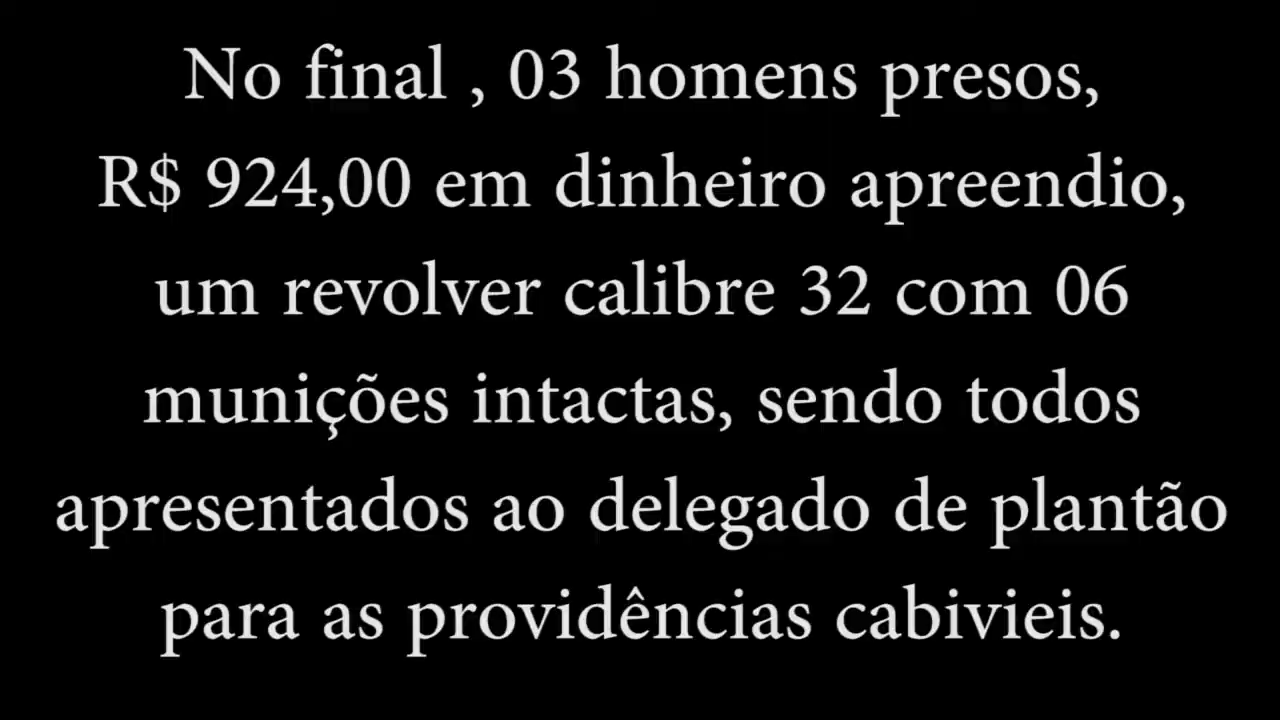 No final , 03 homens presos,
R$ 924,00 em dinheiro apreendio,
um revolver calibre 32 com 06
munições intactas, sendo todos
apresentados ao delegado de plantão
para as providências cabivieis.